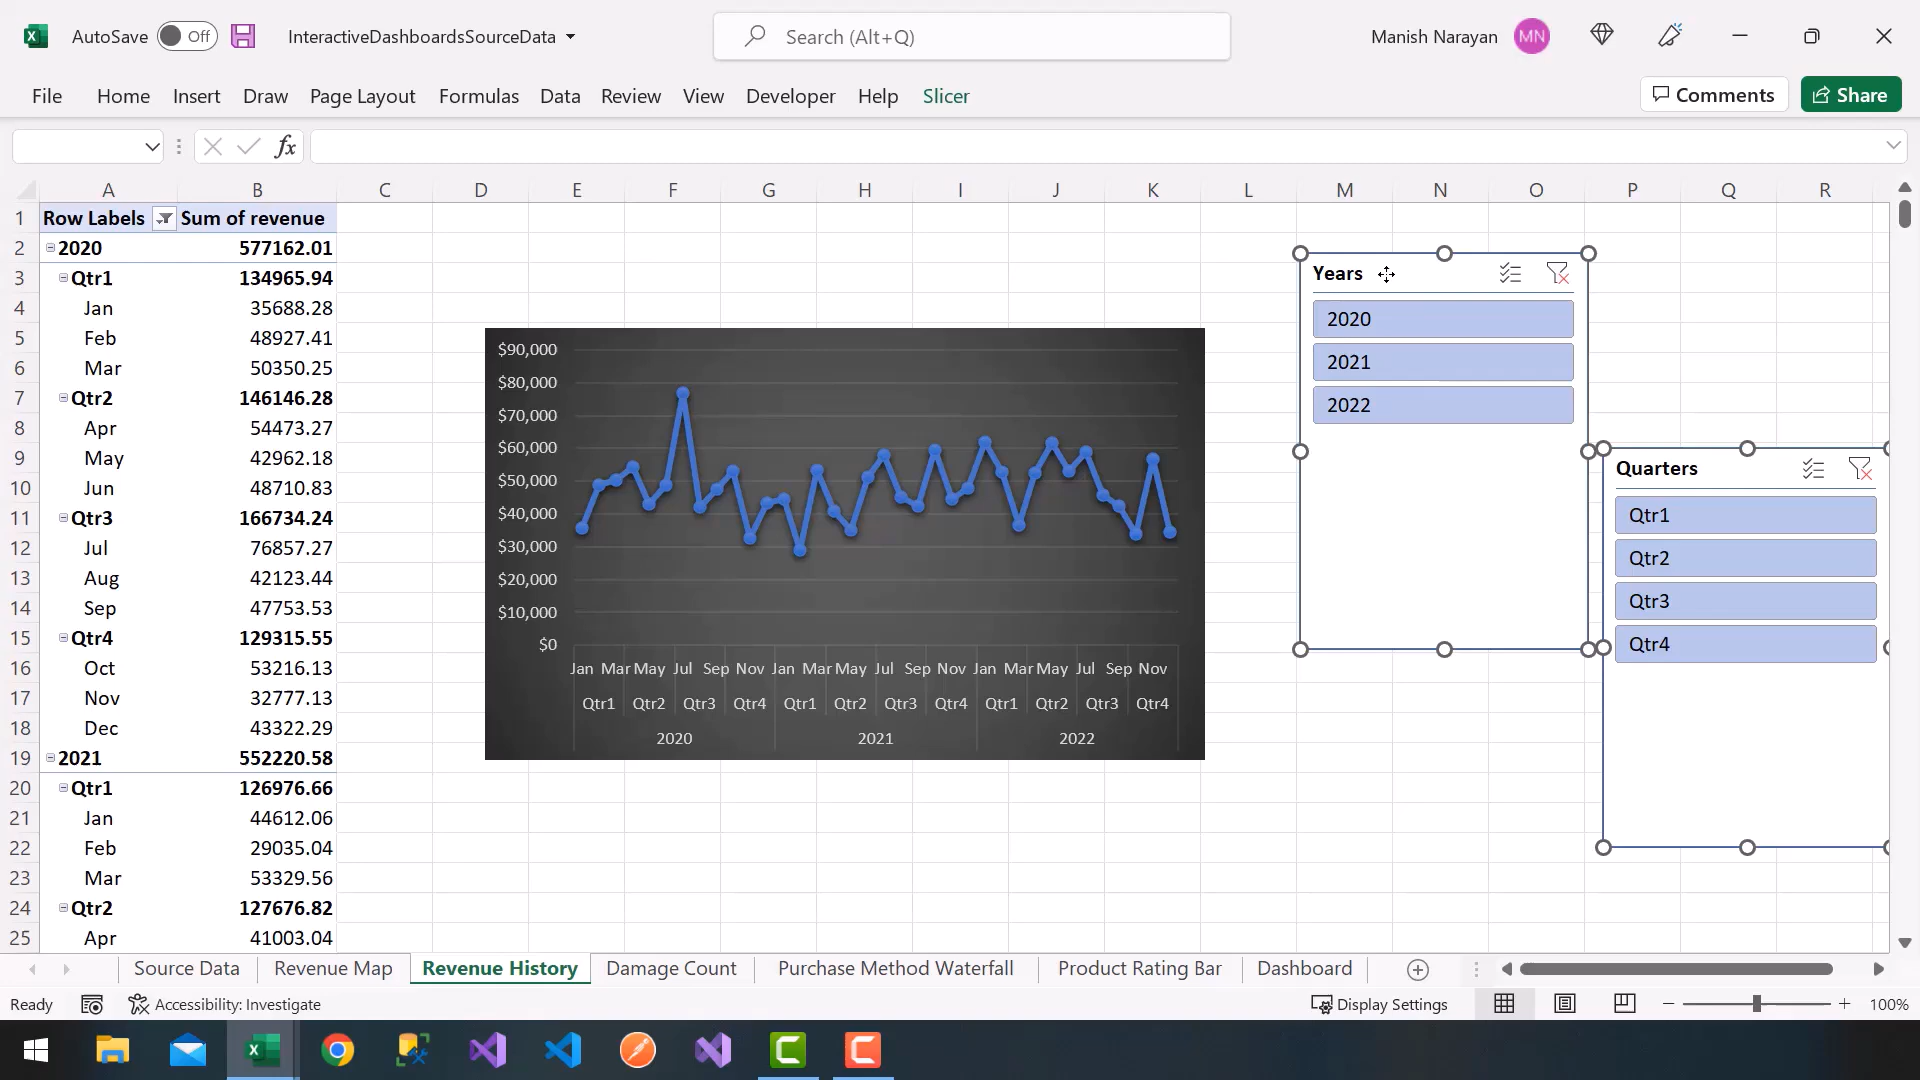 AutoSave Off InteractiveDashboardsSourceData Search (Alt+Q) Manish Narayan MN
File Home Insert Draw Page Layout Formulas Data Review View Developer Help Slicer Comments Share
fx
A B C D E F G H I J K L M N O P Q R
1 Row Labels Sum of revenue
2 2020 577162.01
3 Qtr1 134965.94
4 Jan 35688.28
5 Feb 48927.41
6 Mar 50350.25
7 Qtr2 146146.28
8 Apr 54473.27
9 May 42962.18
10 Jun 48710.83
11 Qtr3 166734.24
12 Jul 76857.27
13 Aug 42123.44
14 Sep 47753.53
15 Qtr4 129315.55
16 Oct 53216.13
17 Nov 32777.13
18 Dec 43322.29
19 2021 552220.58
20 Qtr1 126976.66
21 Jan 44612.06
22 Feb 29035.04
23 Mar 53329.56
24 Qtr2 127676.82
25 Apr 41003.04
$90,000
$80,000
$70,000
$60,000
$50,000
$40,000
$30,000
$20,000
$10,000
$0
Jan Mar May Jul Sep Nov Jan Mar May Jul Sep Nov Jan Mar May Jul Sep Nov
Qtr1 Qtr2 Qtr3 Qtr4 Qtr1 Qtr2 Qtr3 Qtr4 Qtr1 Qtr2 Qtr3 Qtr4
2020 2021 2022
Years
2020
2021
2022
Quarters
Qtr1
Qtr2
Qtr3
Qtr4
Source Data Revenue Map Revenue History Damage Count Purchase Method Waterfall Product Rating Bar Dashboard
Ready Accessibility: Investigate Display Settings 100%